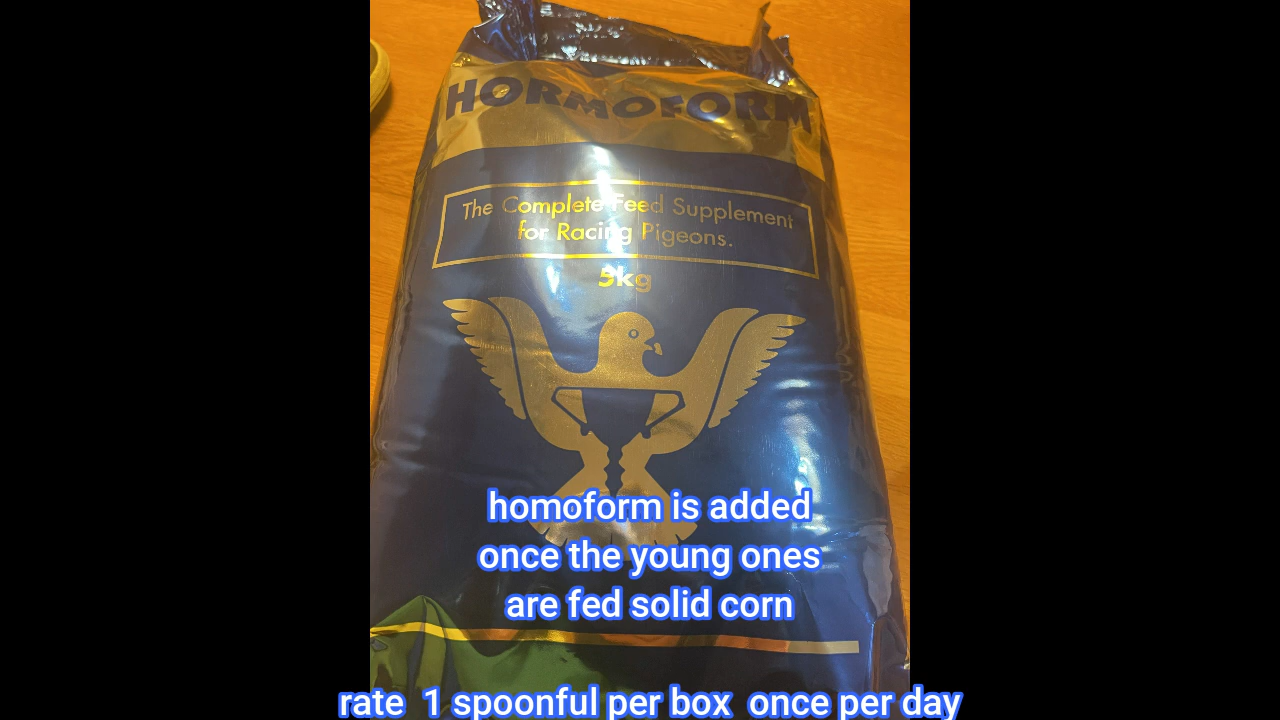 HORMOFORM
The Complete Feed Supplement
for Racing Pigeons.
5kg
homoform is added
once the young ones
are fed solid corn
rate 1 spoonful per box once per day